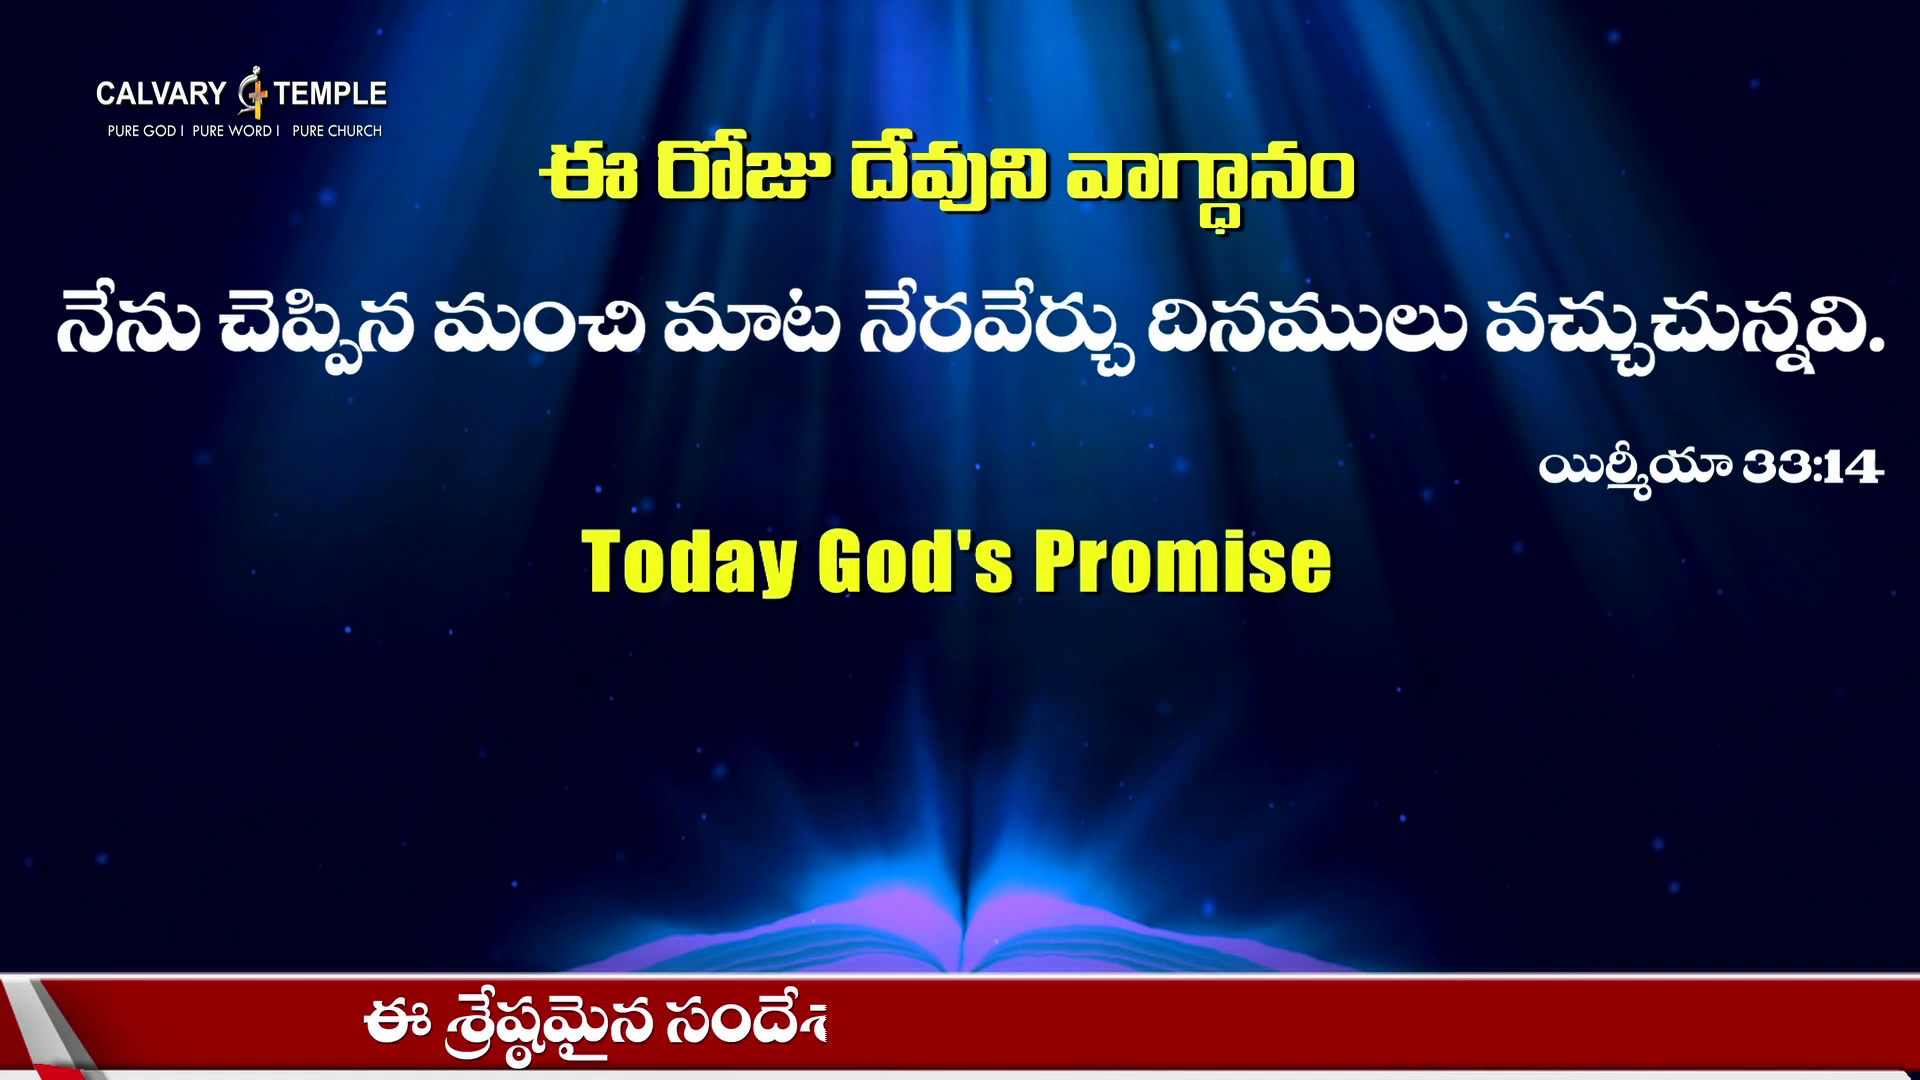 CALVARY TEMPLE
PURE GOD I PURE WORD I PURE CHURCH
ఈ రోజు దేవుని వాగ్ధానం
నేను చెప్పిన మంచి మాట నేరవేర్చు దినములు వచ్చుచున్నవి.
యిర్మీయా 33:14
Today God's Promise
ఈ శ్రేష్ఠమైన